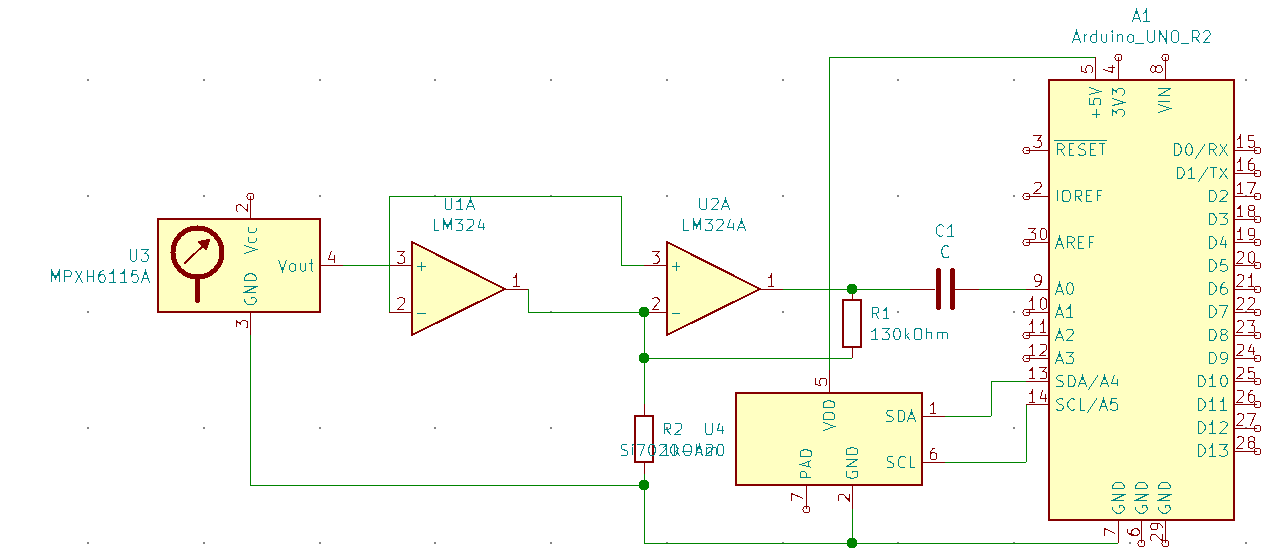 A1
Arduino_UNO_R2
5
4
8
+5V
3V3
VIN
3
RESET
D0/RX
15
D1/TX
16
2
IOREF
D2
17
D3
18
30
AREF
D4
19
D5
20
9
A0
D6
21
10
A1
D7
22
11
A2
D8
23
12
A3
D9
24
13
SDA/A4
D10
25
14
SCL/A5
D11
26
D12
27
D13
28
GND
GND
GND
7
6
29
U3
MPXH6115A
2
Vcc
Vout
4
GND
3
U1A
LM324
3
+
2
-
1
U2A
LM324A
3
+
2
-
1
C1
C
R1
130kOhm
R2
U4
5
VDD
SDA
1
SCL
6
PAD
GND
7
2